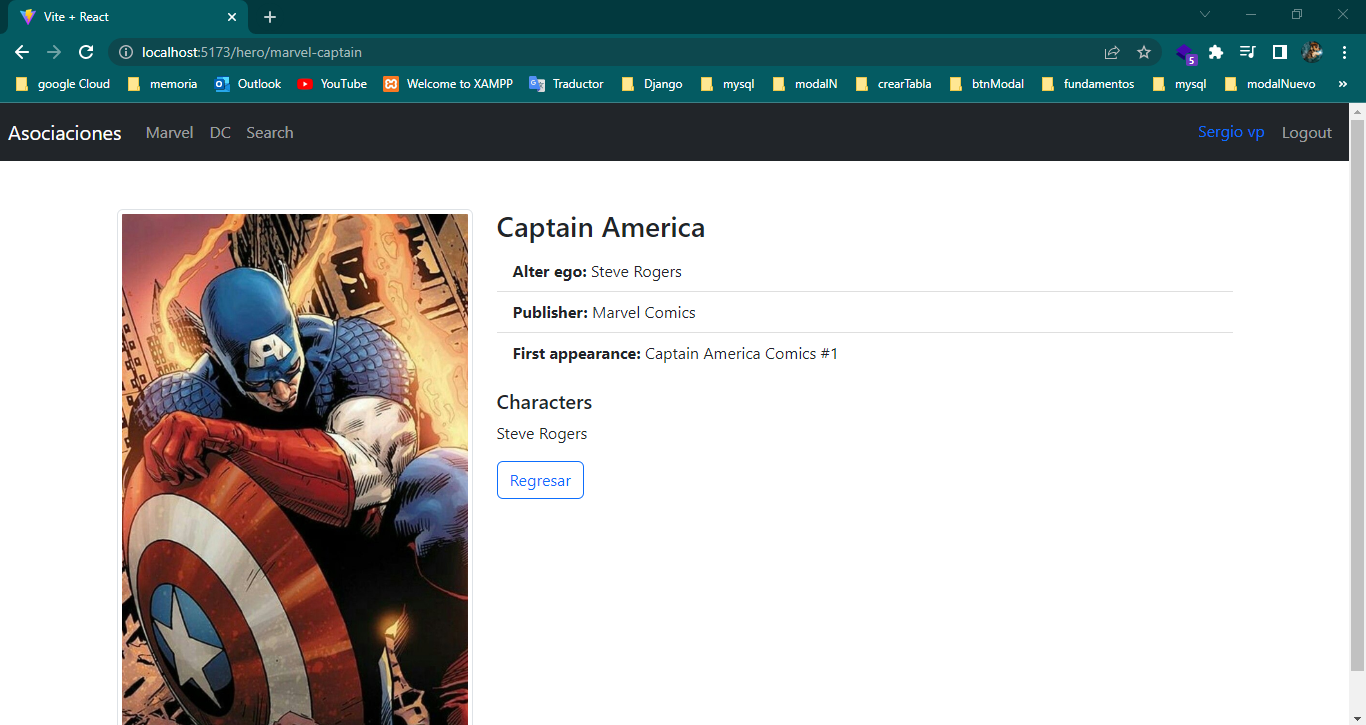 Vite + React
localhost:5173/hero/marvel-captain
5
google Cloud memoria Outlook YouTube Welcome to XAMPP Traductor Django mysql modalN crearTabla btnModal fundamentos mysql modalNuevo »
Asociaciones Marvel DC Search Sergio vp Logout
Captain America
Alter ego: Steve Rogers
Publisher: Marvel Comics
First appearance: Captain America Comics #1
Characters
Steve Rogers
Regresar
A